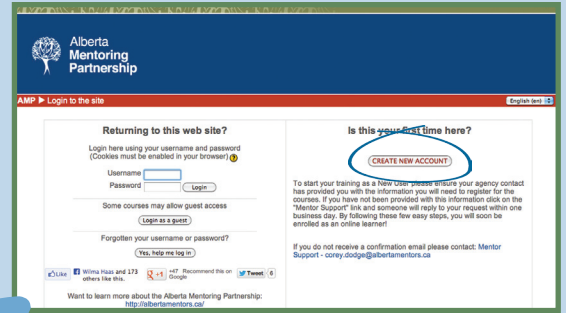 Alberta
Mentoring
Partnership
AMP ► Login to the site
English (en)
Returning to this web site?
Login here using your username and password
(Cookies must be enabled in your browser) ?
Username
Password
Login
Some courses may allow guest access
Login as a guest
Forgotten your username or password?
Yes, help me log in
Like
Wilma Haas and 173
others like this.
+1
+47 Recommend this on
Google
Tweet 6
Want to learn more about the Alberta Mentoring Partnership:
http://albertamentors.ca/
Is this your first time here?
CREATE NEW ACCOUNT
To start your training as a New User please ensure your agency contact
has provided you with the information you will need to register for the
courses. If you have not been provided with this information click on the
"Mentor Support" link and someone will reply to your request within one
business day. By following these few easy steps, you will soon be
enrolled as an online learner!
If you do not receive a confirmation email please contact: Mentor
Support - corey.dodge@albertamentors.ca